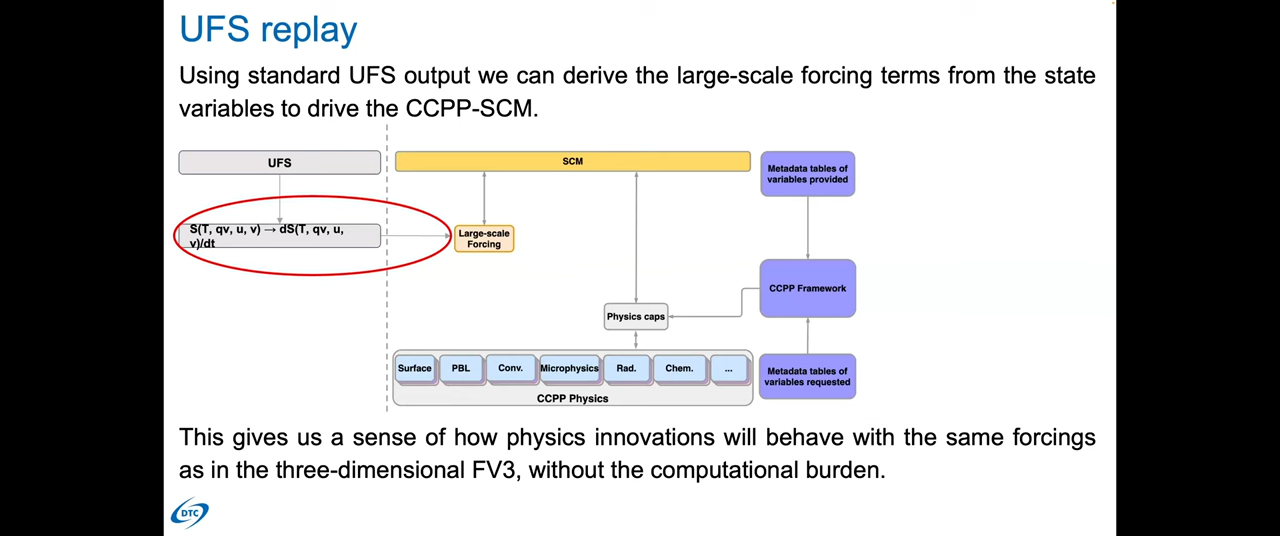 UFS replay
Using standard UFS output we can derive the large-scale forcing terms from the state
variables to drive the CCPP-SCM.
UFS
SCM
Metadata tables of
variables provided
S(T, qv, u, v) → dS(T, qv, u,
v)/dt
Large-scale
Forcing
CCPP Framework
Physics caps
Surface
PBL
Conv.
Microphysics
Rad.
Chem.
...
CCPP Physics
Metadata tables of
variables requested
This gives us a sense of how physics innovations will behave with the same forcings
as in the three-dimensional FV3, without the computational burden.
DTC